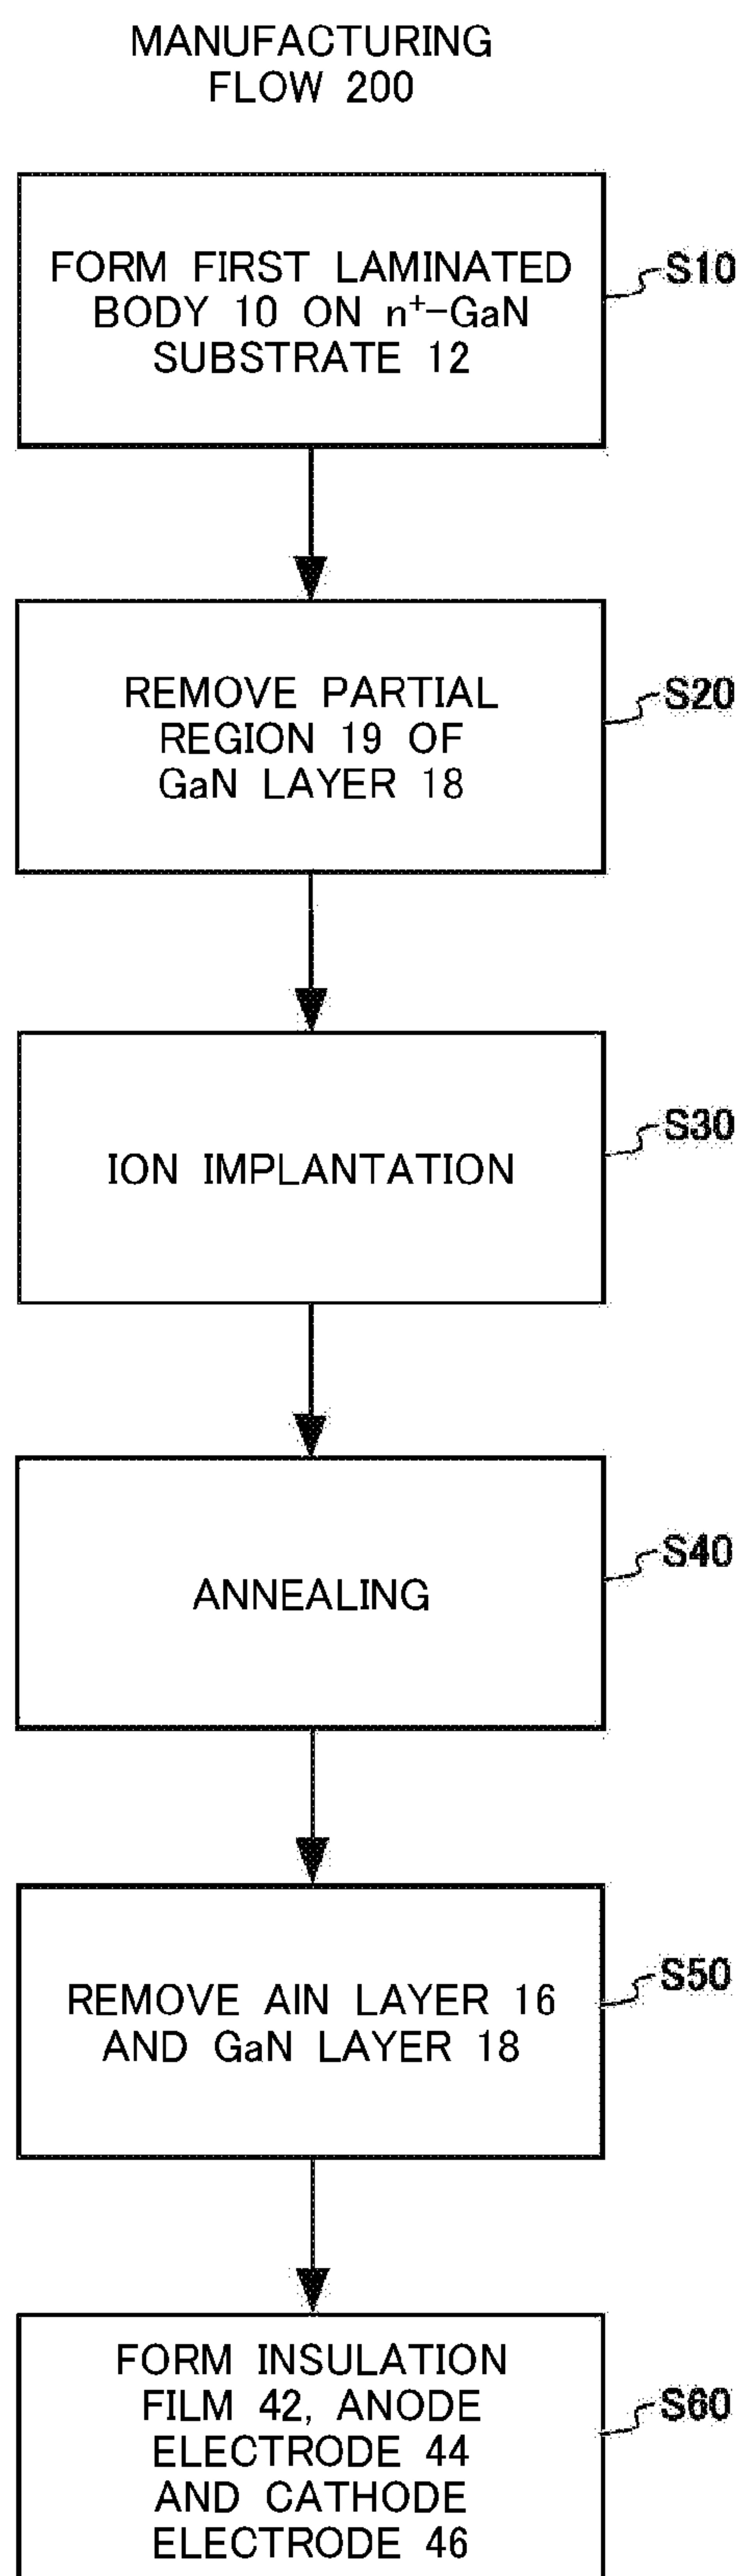 MANUFACTURING
FLOW 200
FORM FIRST LAMINATED
BODY 10 ON n⁺-GaN
SUBSTRATE 12
S10
REMOVE PARTIAL
REGION 19 OF
GaN LAYER 18
S20
ION IMPLANTATION
S30
ANNEALING
S40
REMOVE AlN LAYER 16
AND GaN LAYER 18
S50
FORM INSULATION
FILM 42, ANODE
ELECTRODE 44
AND CATHODE
ELECTRODE 46
S60